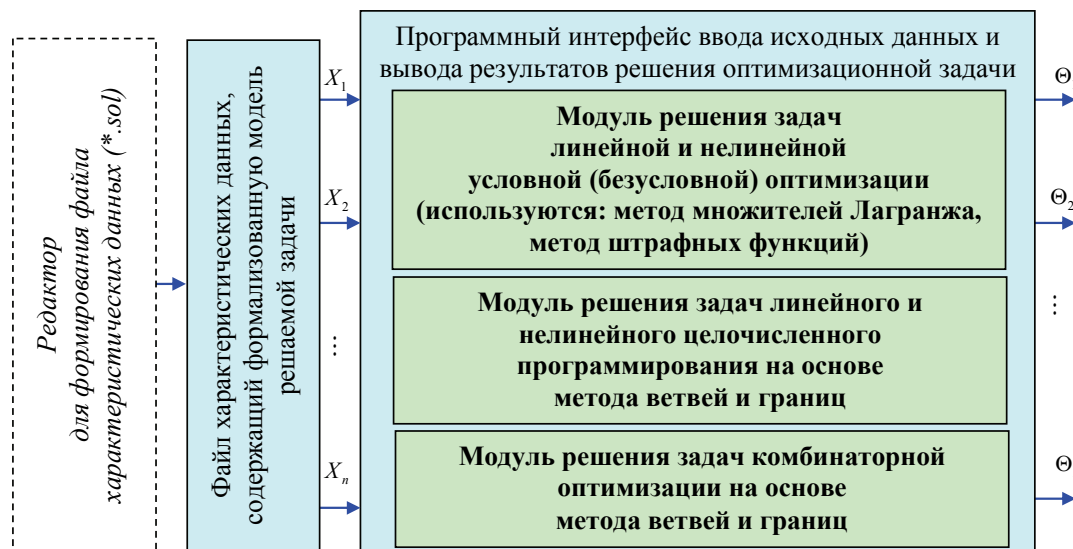 Редактор
для формирования файла
характеристических данных (*.sol)
Файл характеристических данных,
содержащий формализованную модель
решаемой задачи
X₁
X₂
⋮
Xₙ
Программный интерфейс ввода исходных данных и
вывода результатов решения оптимизационной задачи
Модуль решения задач
линейной и нелинейной
условной (безусловной) оптимизации
(используются: метод множителей Лагранжа,
метод штрафных функций)
Модуль решения задач линейного и
нелинейного целочисленного
программирования на основе
метода ветвей и границ
Модуль решения задач комбинаторной
оптимизации на основе
метода ветвей и границ
Θ
Θ₂
⋮
Θ